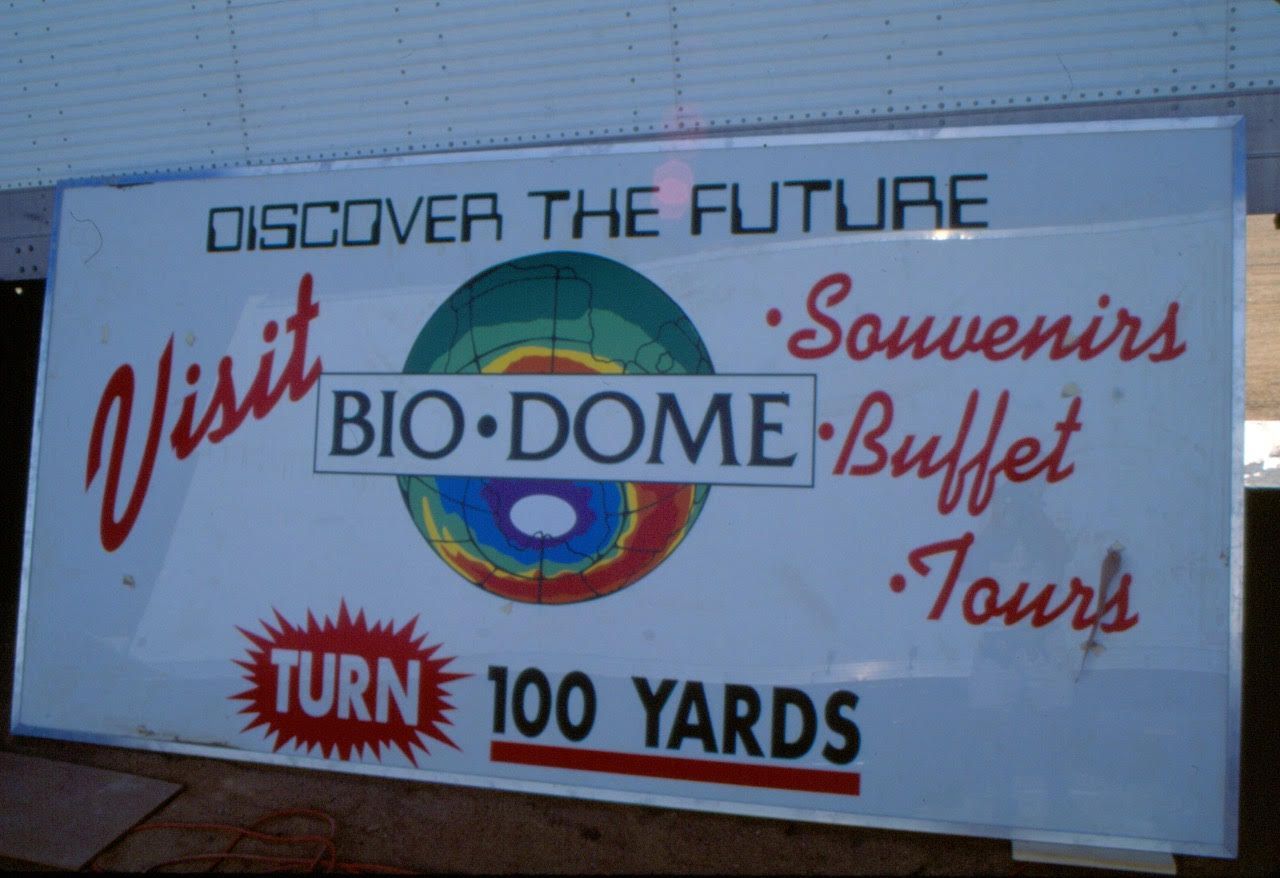 DISCOVER THE FUTURE
Visit
BIO•DOME
•Souvenirs
•Buffet
•Tours
TURN 100 YARDS